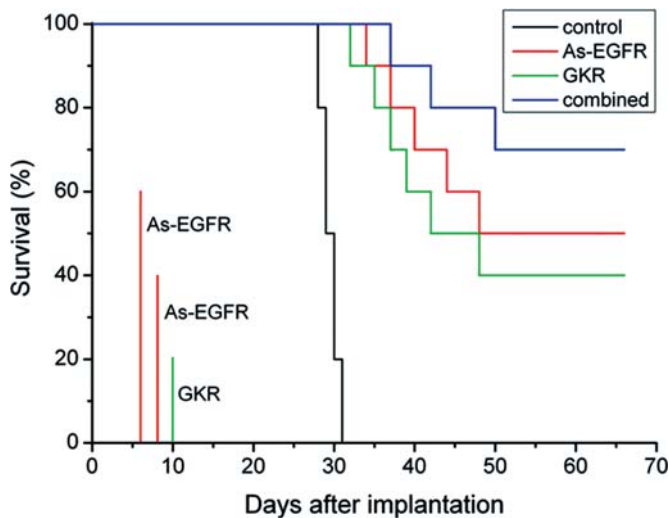 control
As-EGFR
GKR
combined
Survival (%)
100
80
60
40
20
0
As-EGFR
As-EGFR
GKR
0 10 20 30 40 50 60 70
Days after implantation